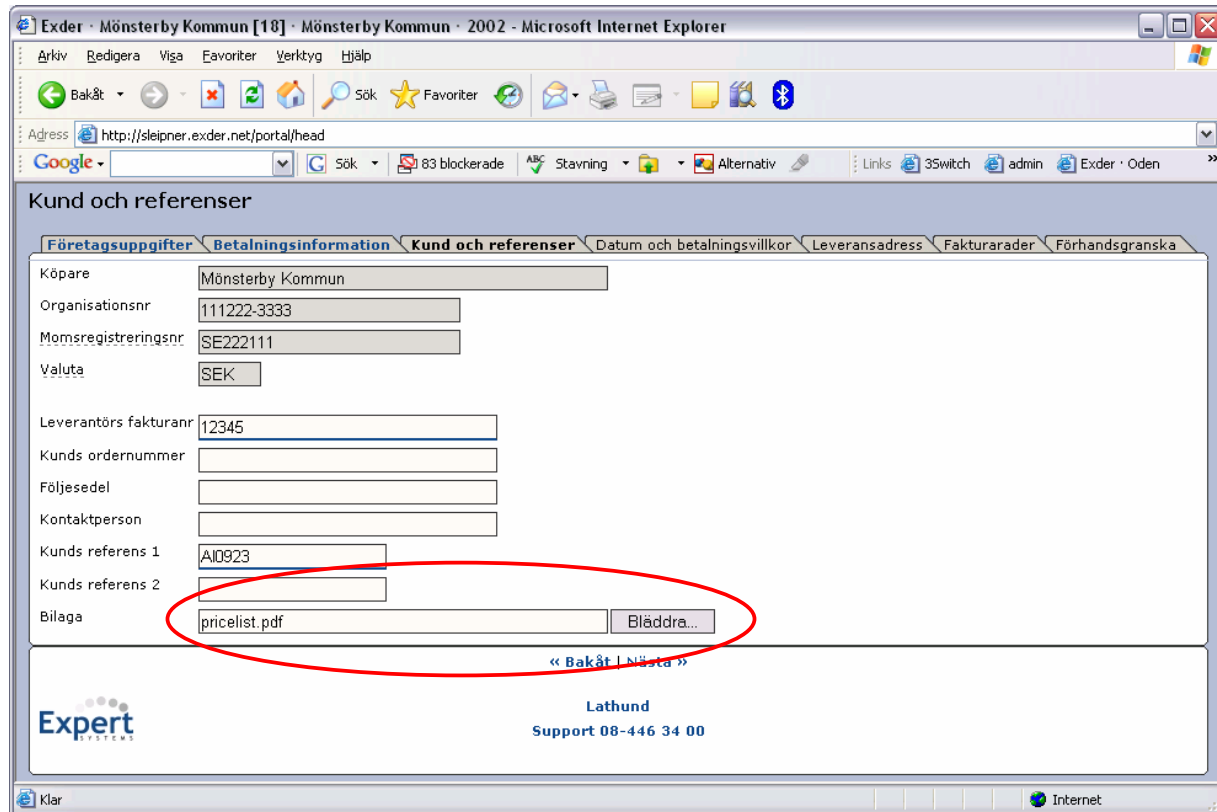 Exder · Mönsterby Kommun [18] · Mönsterby Kommun · 2002 - Microsoft Internet Explorer
Arkiv Redigera Visa Favoriter Verktyg Hjälp
Bakåt Sök Favoriter
Adress http://sleipner.exder.net/portal/head
Google Sök 83 blockerade ABC Stavning Alternativ Links 3Switch admin Exder · Oden »
Kund och referenser
Företagsuppgifter Betalningsinformation Kund och referenser Datum och betalningsvillkor Leveransadress Fakturarader Förhandsgranska
Köpare Mönsterby Kommun
Organisationsnr 111222-3333
Momsregistreringsnr SE222111
Valuta SEK
Leverantörs fakturanr 12345
Kunds ordernummer
Följesedel
Kontaktperson
Kunds referens 1 AI0923
Kunds referens 2
Bilaga pricelist.pdf Bläddra...
« Bakåt | Nästa »
Lathund
Support 08-446 34 00
Expert
SYSTEMS
Klar Internet